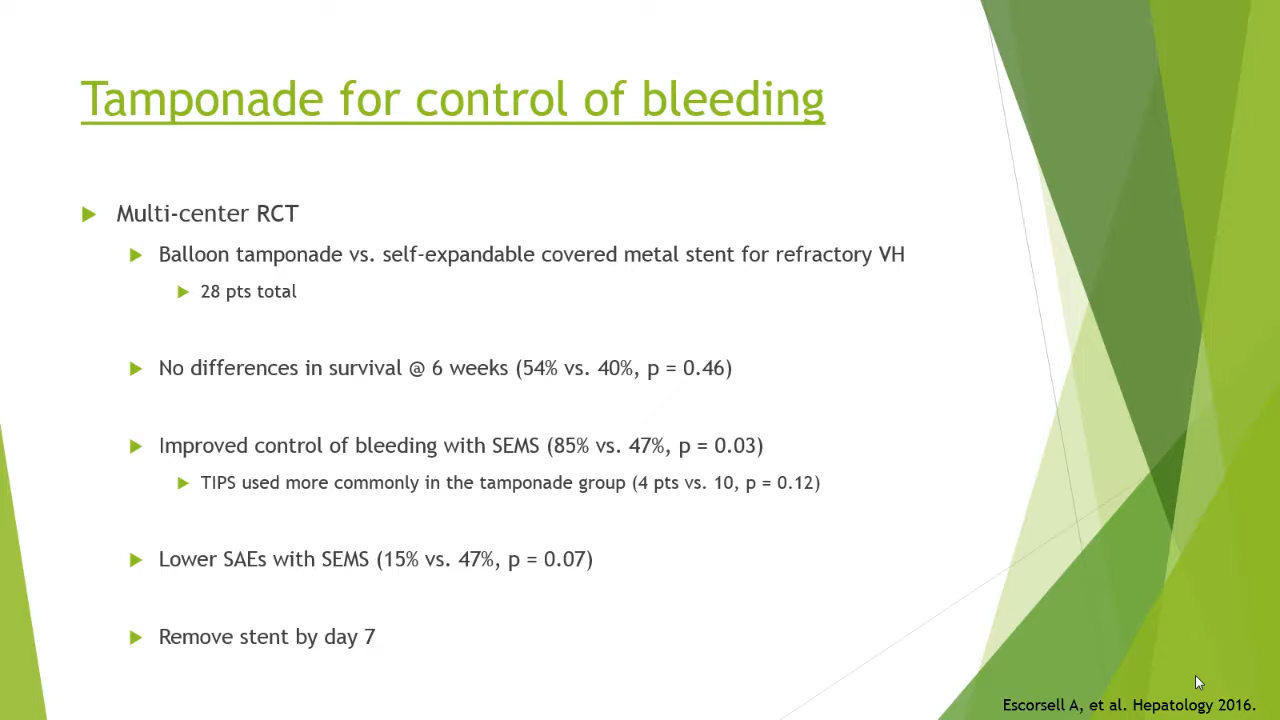 Tamponade for control of bleeding
Multi-center RCT
Balloon tamponade vs. self-expandable covered metal stent for refractory VH
28 pts total
No differences in survival @ 6 weeks (54% vs. 40%, p = 0.46)
Improved control of bleeding with SEMS (85% vs. 47%, p = 0.03)
TIPS used more commonly in the tamponade group (4 pts vs. 10, p = 0.12)
Lower SAEs with SEMS (15% vs. 47%, p = 0.07)
Remove stent by day 7
Escorsell A, et al. Hepatology 2016.